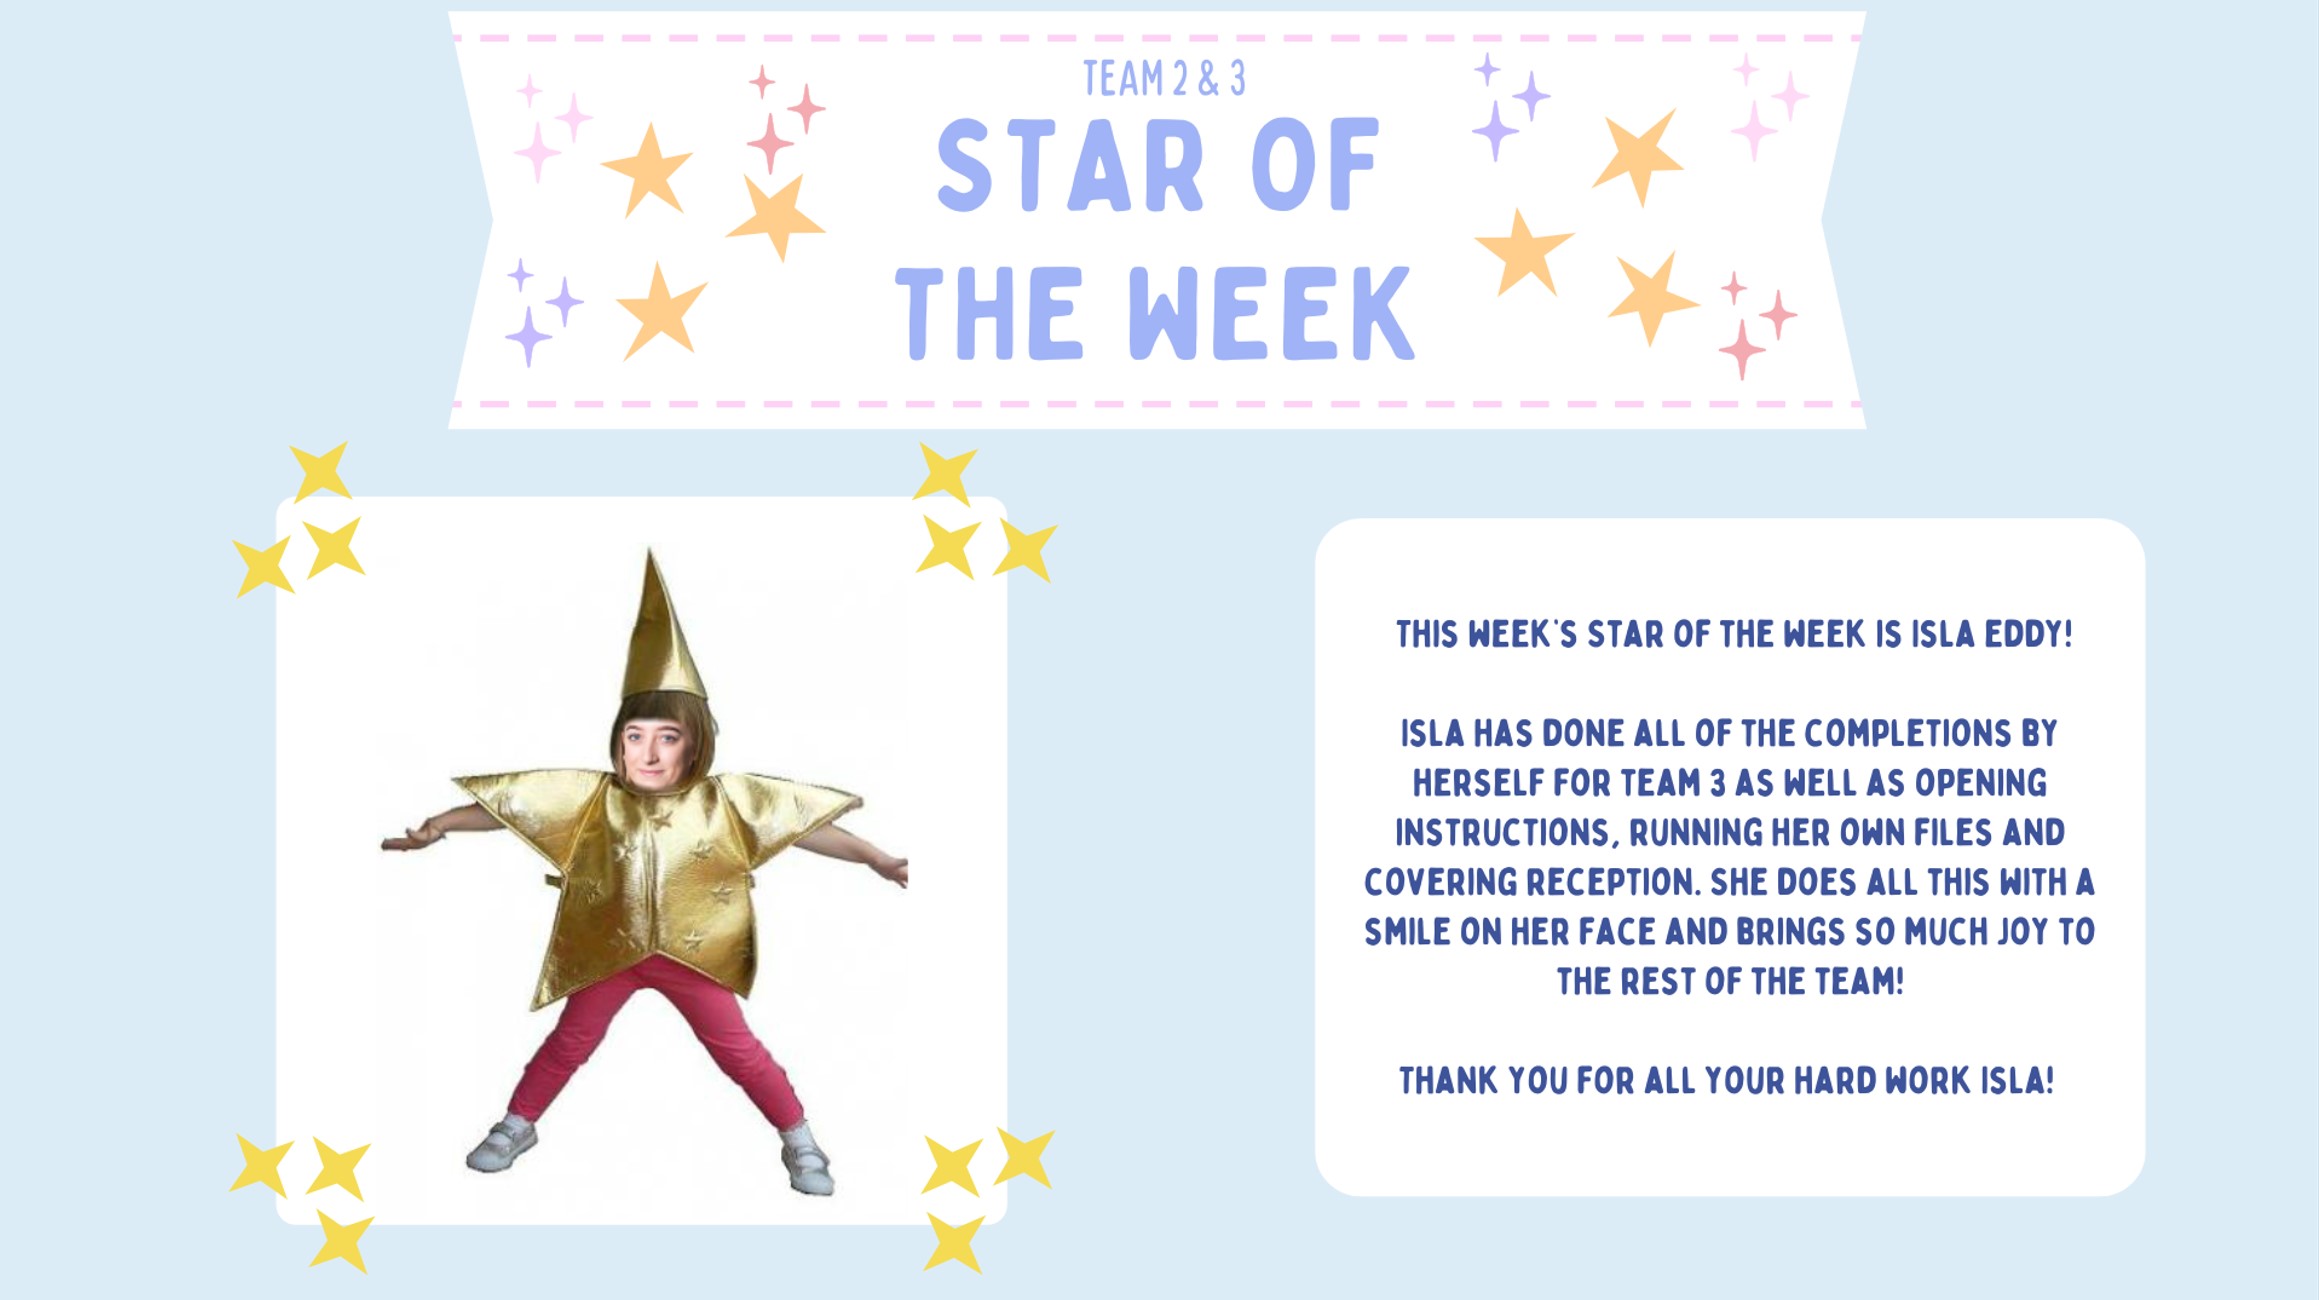 TEAM 2 & 3
STAR OF
THE WEEK
THIS WEEK'S STAR OF THE WEEK IS ISLA EDDY!
ISLA HAS DONE ALL OF THE COMPLETIONS BY
HERSELF FOR TEAM 3 AS WELL AS OPENING
INSTRUCTIONS, RUNNING HER OWN FILES AND
COVERING RECEPTION. SHE DOES ALL THIS WITH A
SMILE ON HER FACE AND BRINGS SO MUCH JOY TO
THE REST OF THE TEAM!
THANK YOU FOR ALL YOUR HARD WORK ISLA!